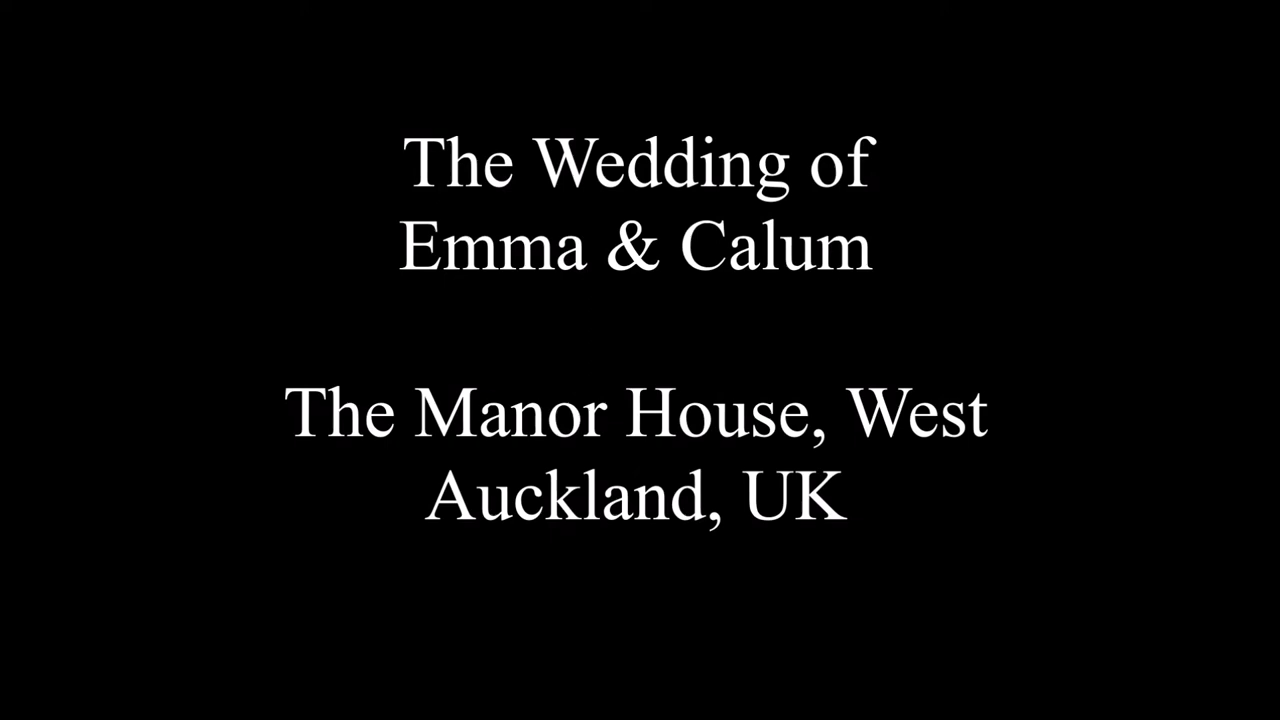 The Wedding of
Emma & Calum
The Manor House, West
Auckland, UK